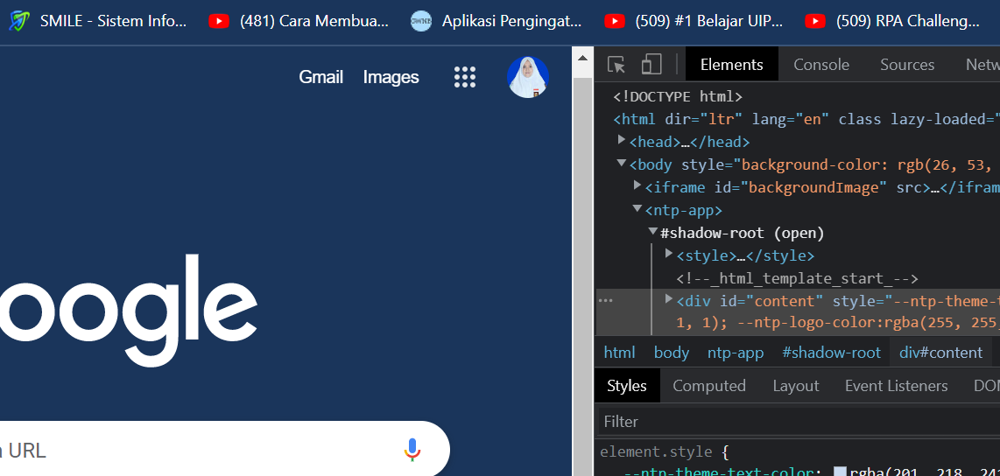 SMILE - Sistem Info...
(481) Cara Membua...
Aplikasi Pengingat...
(509) #1 Belajar UIP...
(509) RPA Challeng...
Gmail
Images
oogle
URL
Elements
Console
Sources
Netw
<!DOCTYPE html>
<html dir="ltr" lang="en" class lazy-loaded="
<head>…</head>
<body style="background-color: rgb(26, 53,
<iframe id="backgroundImage" src>…</ifram
<ntp-app>
#shadow-root (open)
<style>…</style>
<!--_html_template_start_-->
<div id="content" style="--ntp-theme-t
1, 1); --ntp-logo-color:rgba(255, 255,
html
body
ntp-app
#shadow-root
div#content
Styles
Computed
Layout
Event Listeners
DOM
Filter
element.style {
--ntp-theme-text-color: rgba(201, 218, 24